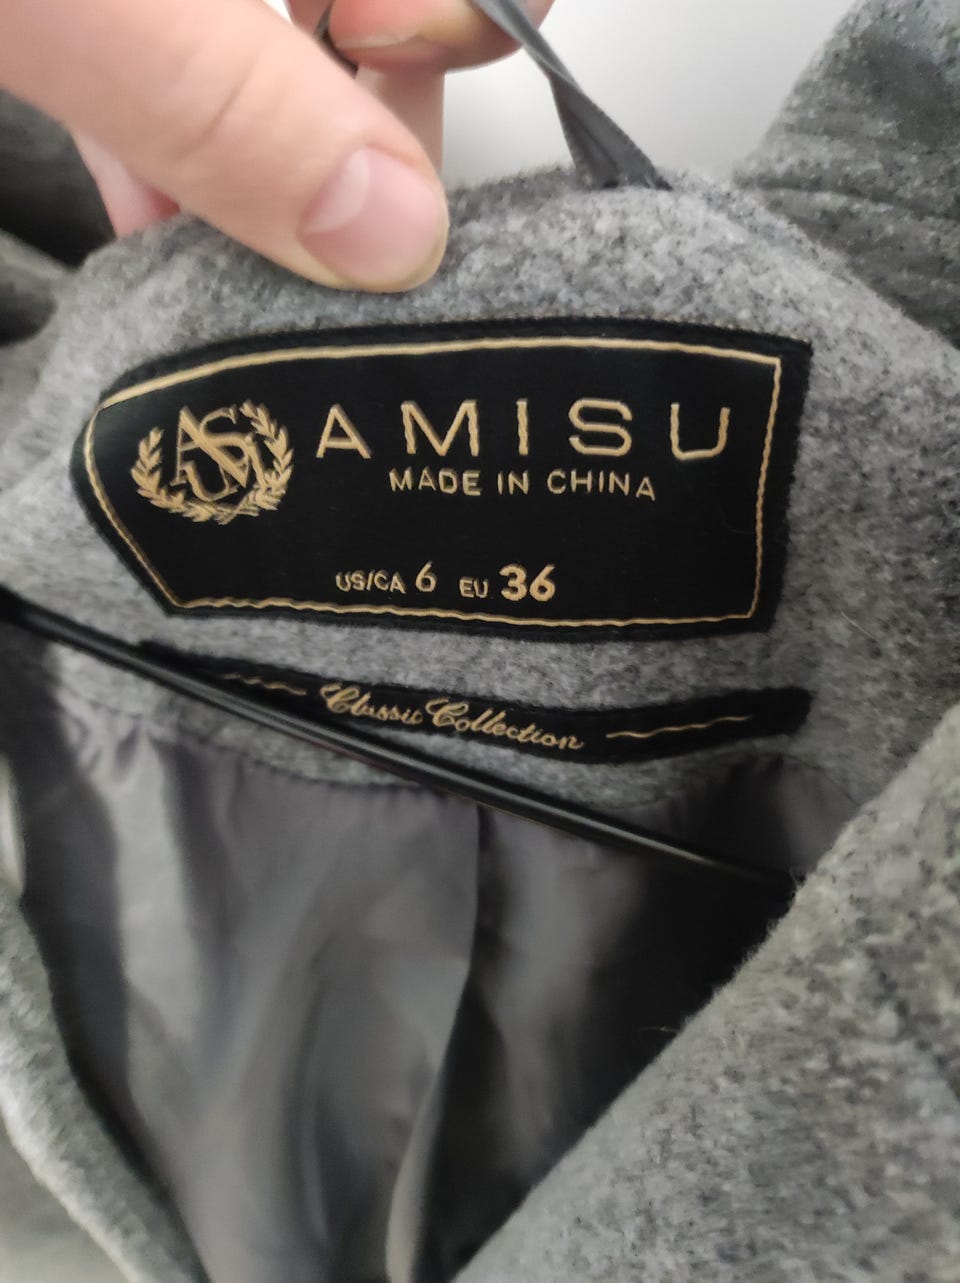 AMISU
MADE IN CHINA
US/CA 6 EU 36
Classic Collection